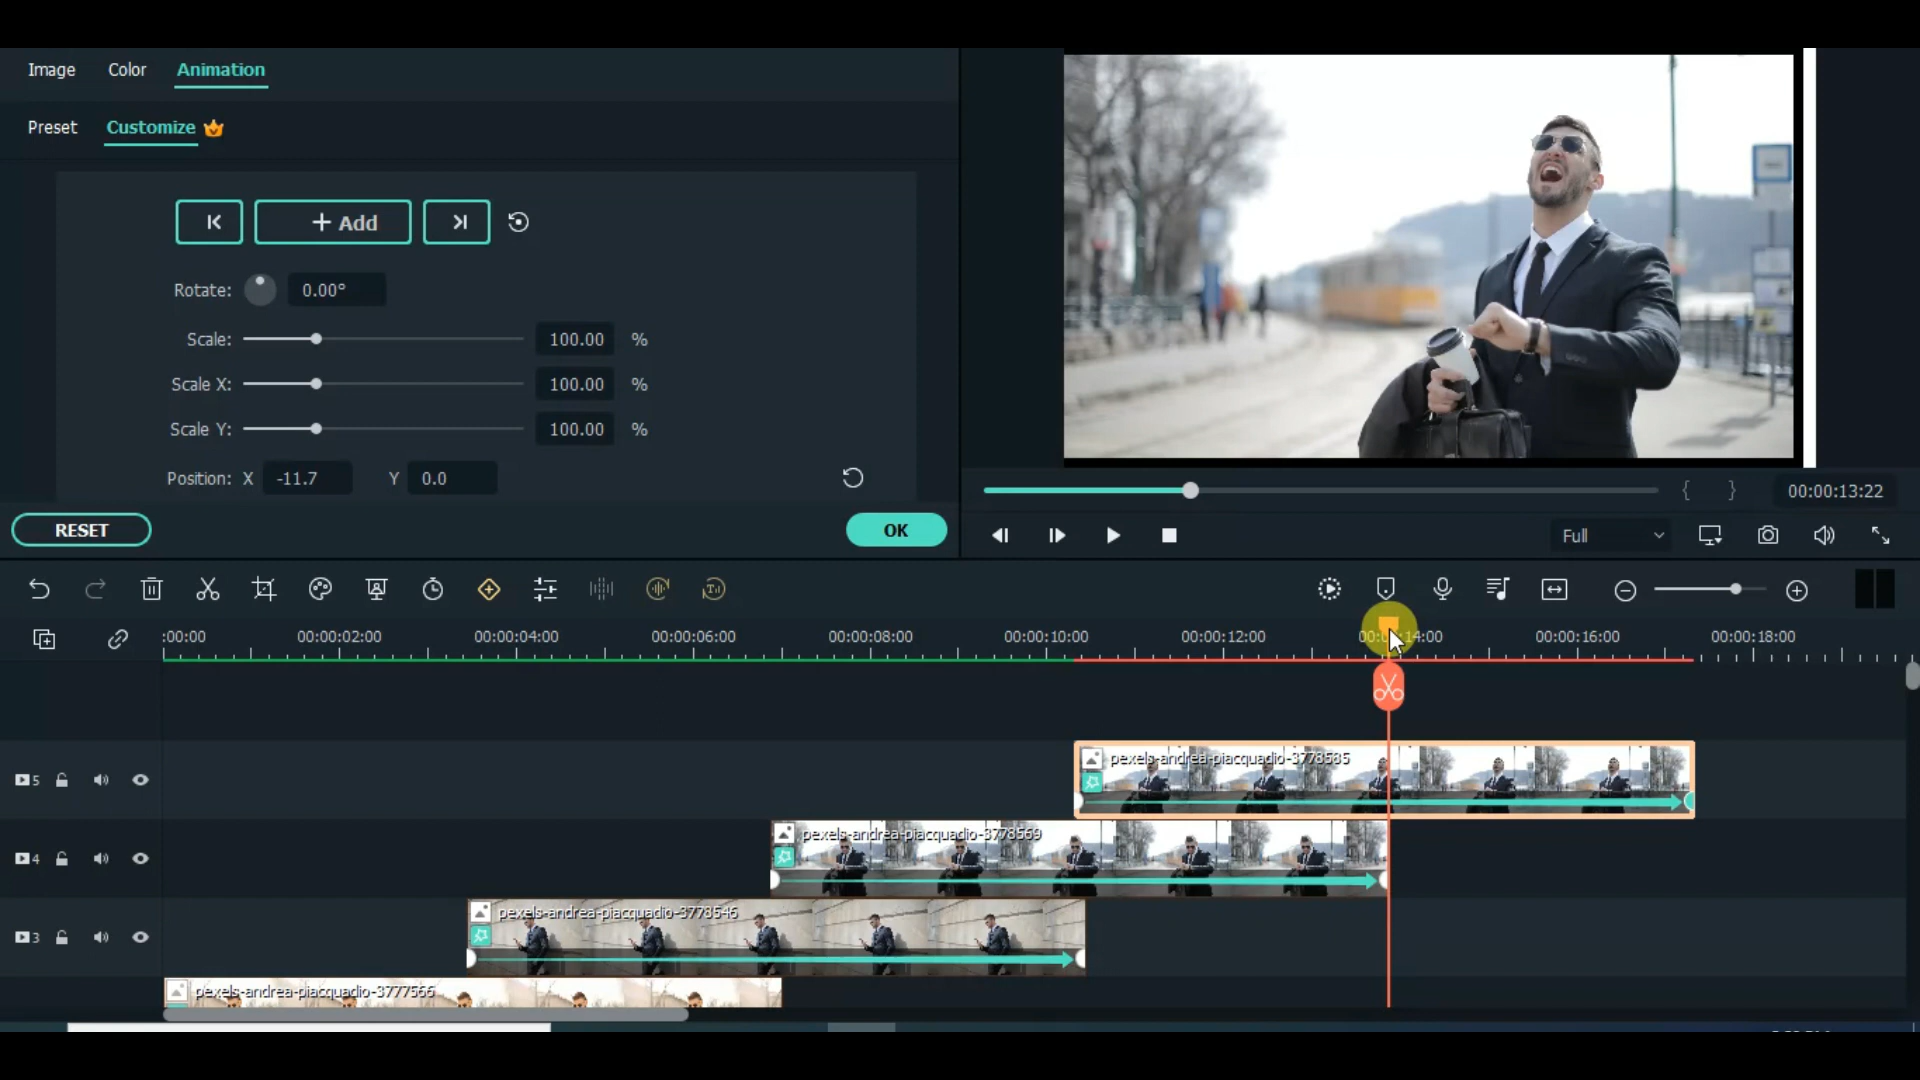 Image Color Animation
Preset Customize
+ Add
Rotate: 0.00°
Scale: 100.00 %
Scale X: 100.00 %
Scale Y: 100.00 %
Position: X -11.7 Y 0.0
RESET OK
{ } 00:00:13:22
Full
:00:00 00:00:02:00 00:00:04:00 00:00:06:00 00:00:08:00 00:00:10:00 00:00:12:00 14:00 00:00:16:00 00:00:18:00
5 pexels-andrea-piacquadio-3778535
4 pexels-andrea-piacquadio-3778569
3 pexels-andrea-piacquadio-3778546
pexels-andrea-piacquadio-3777566